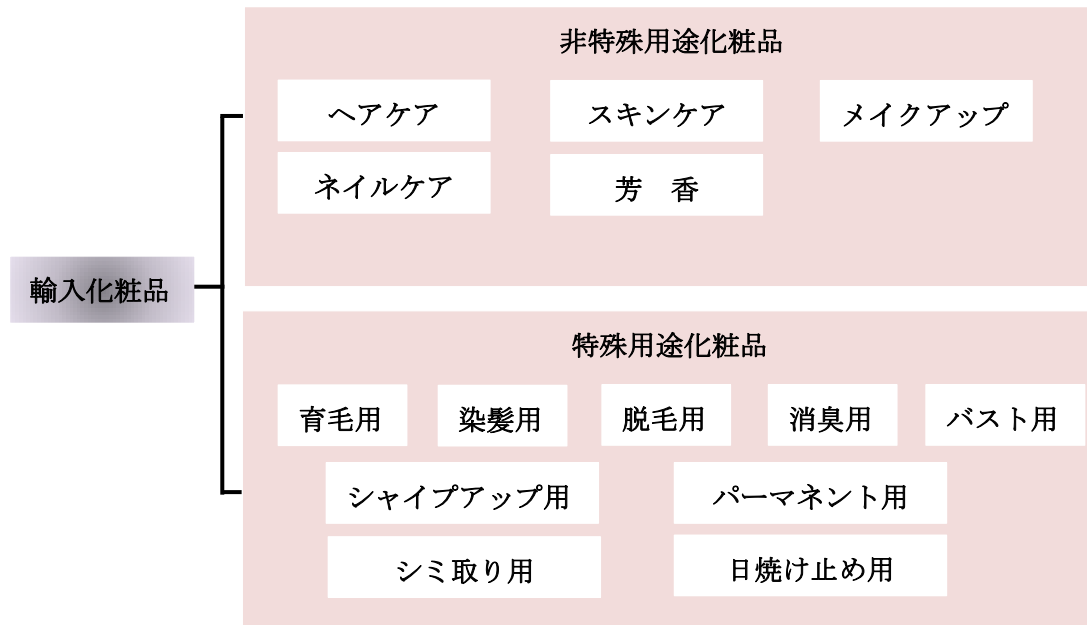 輸入化粧品
非特殊用途化粧品
ヘアケア
スキンケア
メイクアップ
ネイルケア
芳　香
特殊用途化粧品
育毛用
染髪用
脱毛用
消臭用
バスト用
シャイプアップ用
パーマネント用
シミ取り用
日焼け止め用